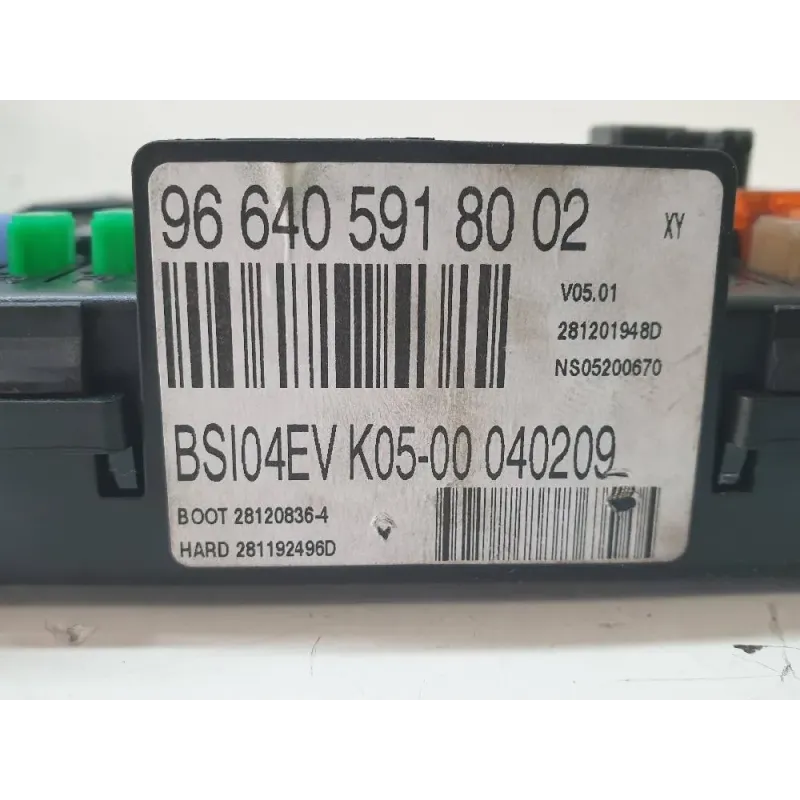 96 640 591 80 02 XY
V05.01
281201948D
NS05200670
BSI04EV K05-00 040209
BOOT 28120836-4
HARD 281192496D